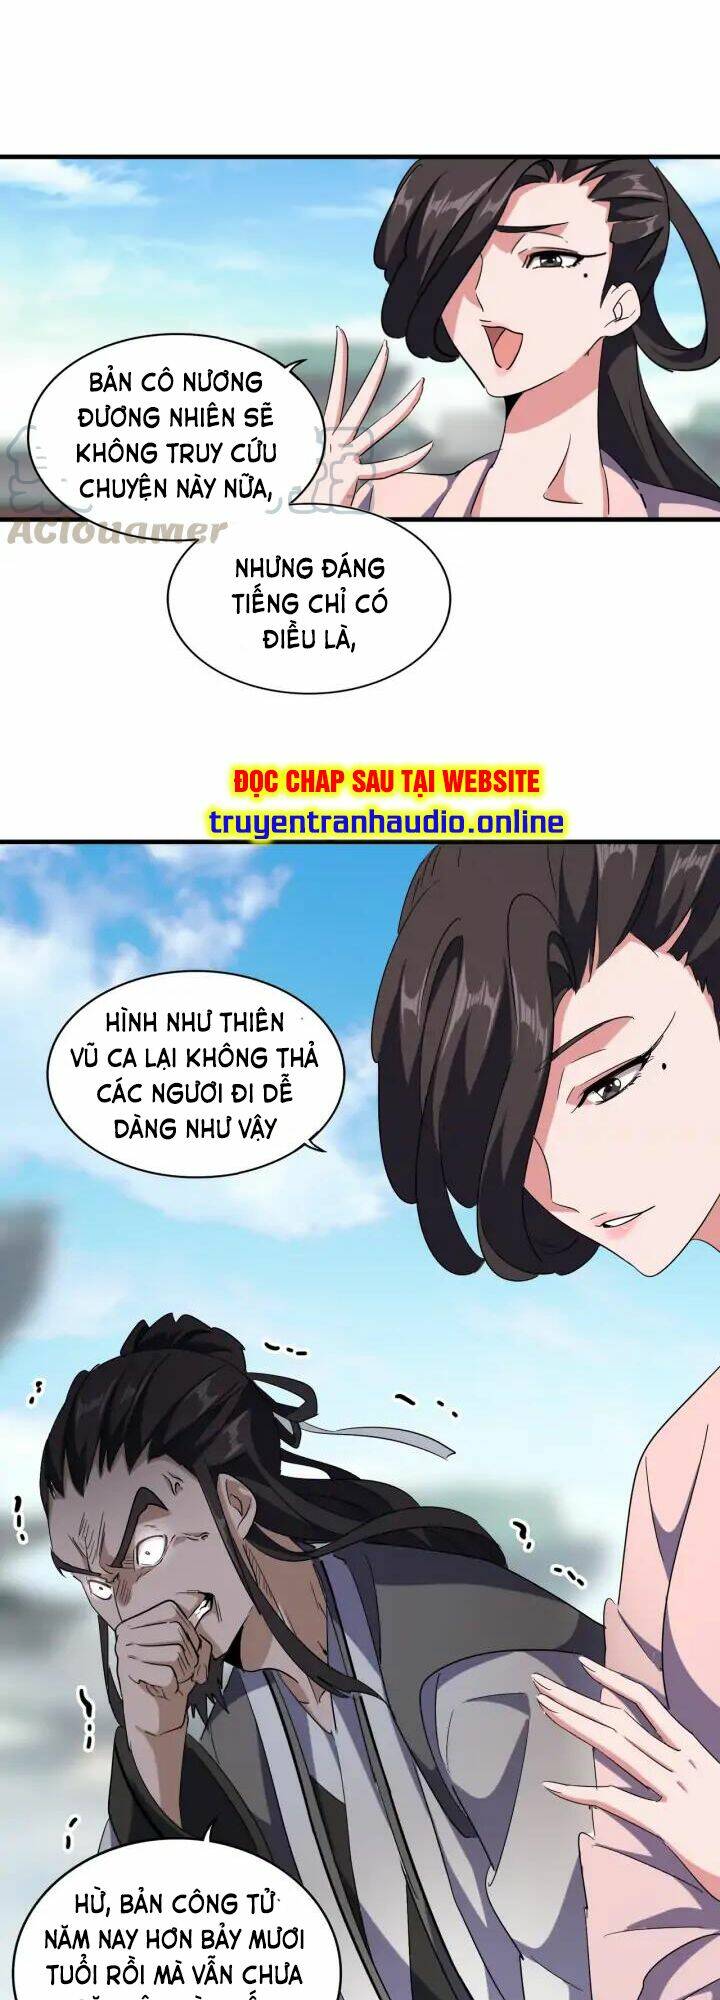 BẢN CÔ NƯƠNG
ĐƯƠNG NHIÊN SẼ
KHÔNG TRUY CỨU
CHUYỆN NÀY NỮA,
Acloudmer
NHƯNG ĐÁNG
TIẾNG CHỈ CÓ
ĐIỀU LÀ,
ĐỌC CHAP SAU TẠI WEBSITE
truyentranhaudio.online
HÌNH NHƯ THIÊN
VŨ CA LẠI KHÔNG THẢ
CÁC NGƯƠI ĐI DỄ
DÀNG NHƯ VẬY
HỪ, BẢN CÔNG TỬ
NĂM NAY HƠN BẢY MƯƠI
TUỔI RỒI MÀ VẪN CHƯA